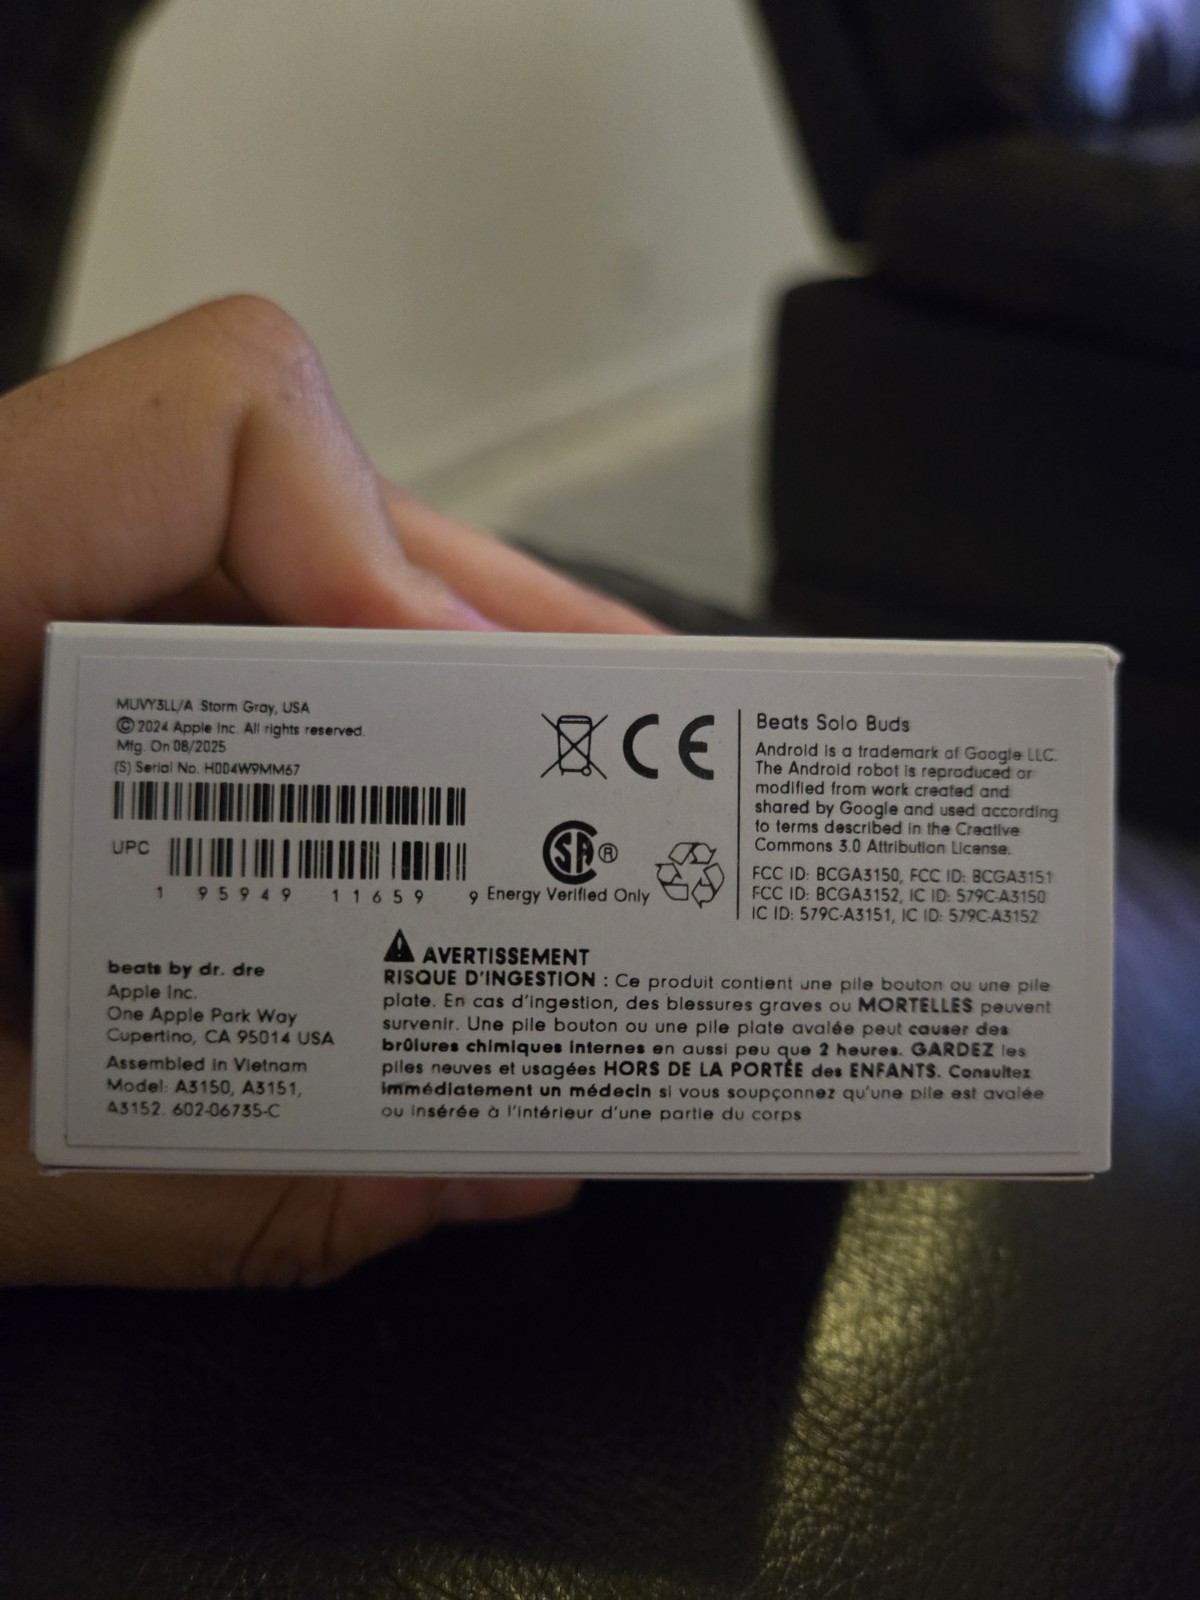 MUVY3LL/A Storm Gray, USA
© 2024 Apple Inc. All rights reserved.
Mfg. On 08/2025
(S) Serial No. H0D4W9MM67
UPC
1 95949 11659 9
Energy Verified Only
CE
SA®
beats by dr. dre
Apple Inc.
One Apple Park Way
Cupertino, CA 95014 USA
Assembled in Vietnam
Model: A3150, A3151,
A3152. 602-06735-C
Beats Solo Buds
Android is a trademark of Google LLC.
The Android robot is reproduced or
modified from work created and
shared by Google and used according
to terms described in the Creative
Commons 3.0 Attribution License.
FCC ID: BCGA3150, FCC ID: BCGA3151
FCC ID: BCGA3152, IC ID: 579C-A3150
IC ID: 579C-A3151, IC ID: 579C-A3152
AVERTISSEMENT
RISQUE D'INGESTION : Ce produit contient une pile bouton ou une pile
plate. En cas d'ingestion, des blessures graves ou MORTELLES peuvent
survenir. Une pile bouton ou une pile plate avalée peut causer des
brûlures chimiques internes en aussi peu que 2 heures. GARDEZ les
piles neuves et usagées HORS DE LA PORTÉE des ENFANTS. Consultez
immédiatement un médecin si vous soupçonnez qu'une pile est avalée
ou insérée à l'intérieur d'une partie du corps